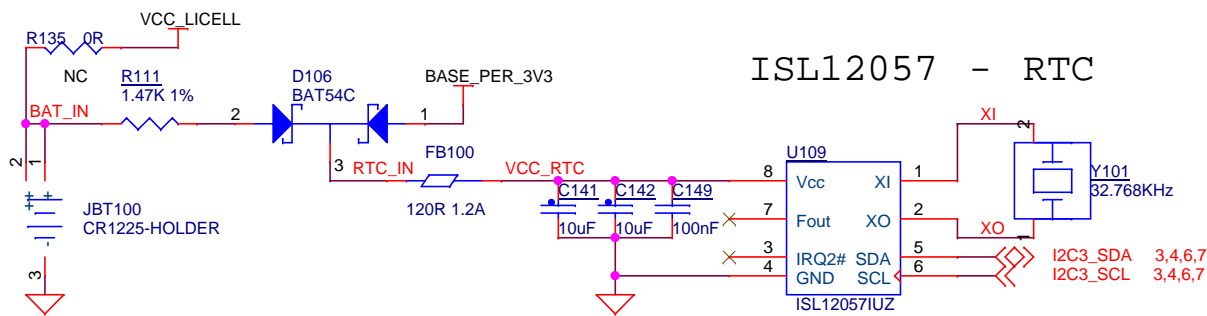 VCC_LICELL
R135 0R
NC
R111
1.47K 1%
D106
BAT54C
BASE_PER_3V3
ISL12057 - RTC
BAT_IN
2
1
3
RTC_IN
FB100
120R 1.2A
VCC_RTC
2
1
3
JBT100
CR1225-HOLDER
C141
10uF
C142
10uF
C149
100nF
U109
8 Vcc XI 1
7 Fout XO 2
3 IRQ2# SDA 5
4 GND SCL 6
ISL12057IUZ
XI
2
Y101
32.768KHz
XO
1
I2C3_SDA 3,4,6,7
I2C3_SCL 3,4,6,7